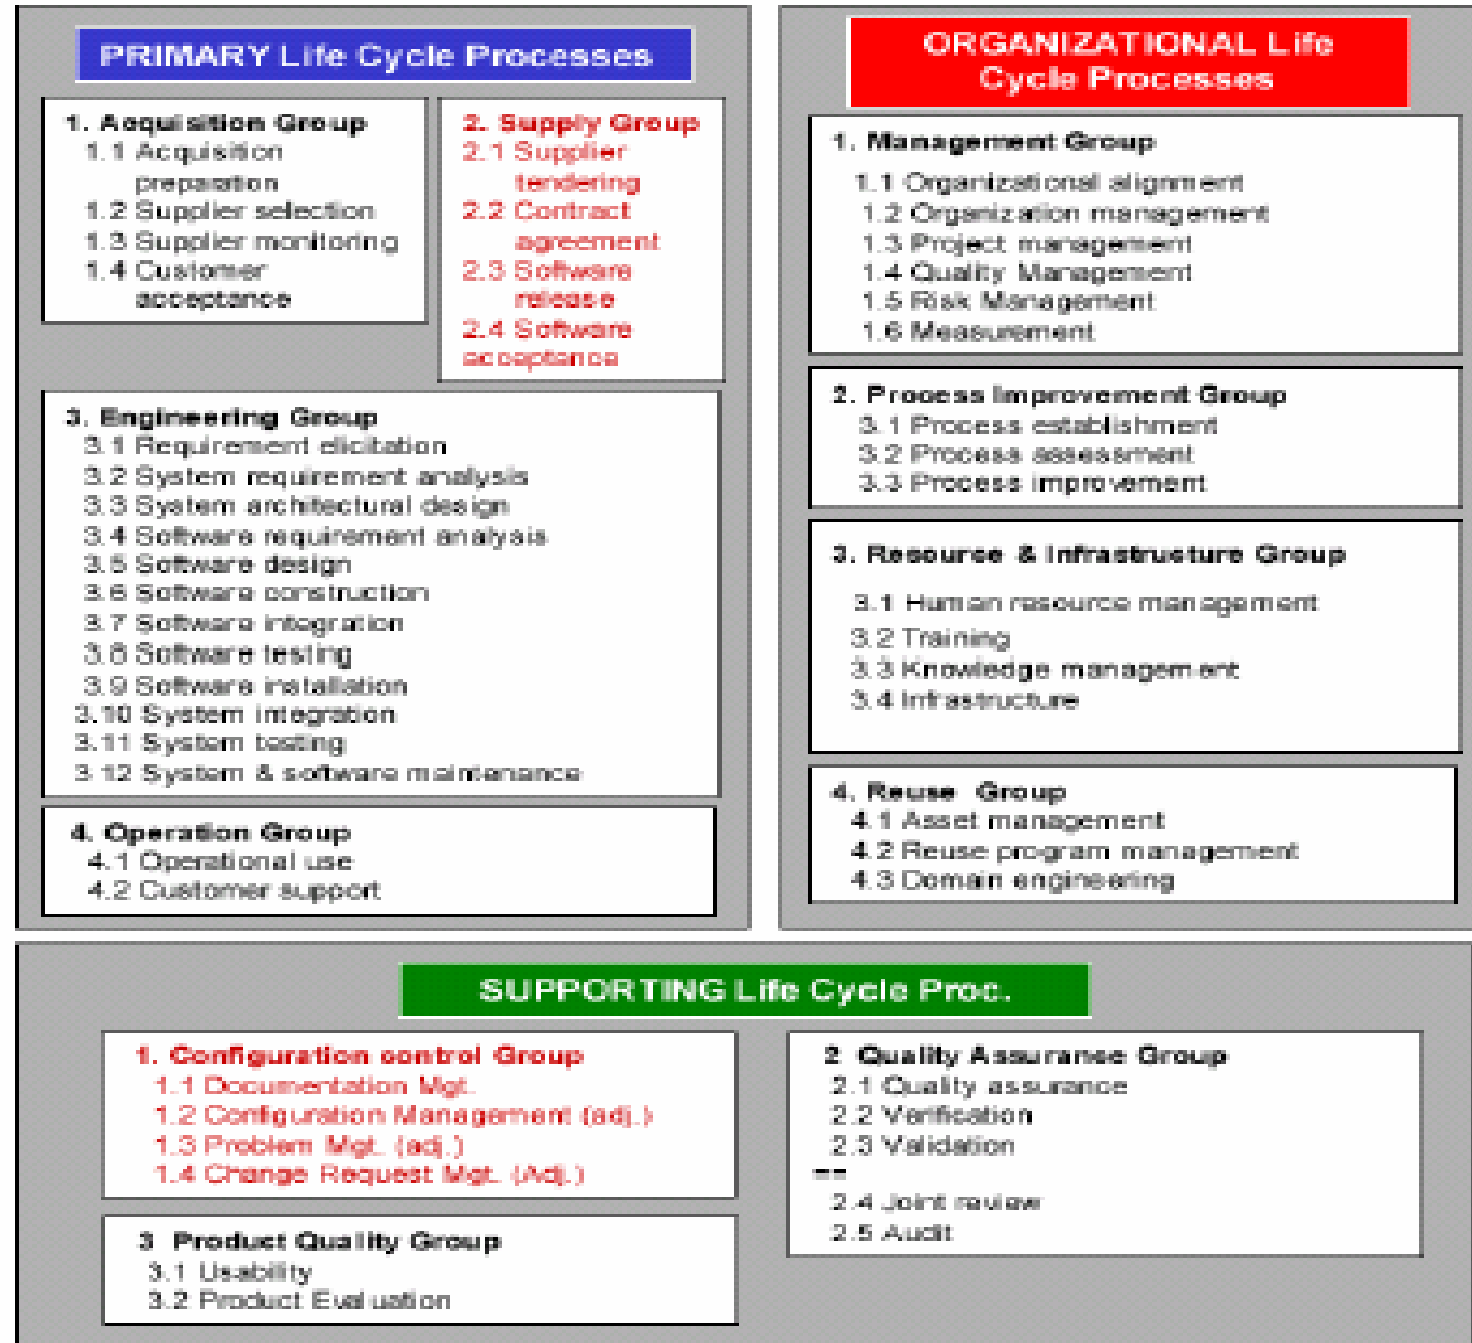 PRIMARY Life Cycle Processes
1. Acquisition Group
1.1 Acquisition
preparation
1.2 Supplier selection
1.3 Supplier monitoring
1.4 Customer
acceptance
2. Supply Group
2.1 Supplier
tendering
2.2 Contract
agreement
2.3 Software
release
2.4 Software
acceptance
3. Engineering Group
3.1 Requirement elicitation
3.2 System requirement analysis
3.3 System architectural design
3.4 Software requirement analysis
3.5 Software design
3.6 Software construction
3.7 Software integration
3.8 Software testing
3.9 Software installation
3.10 System integration
3.11 System testing
3.12 System & software maintenance
4. Operation Group
4.1 Operational use
4.2 Customer support
ORGANIZATIONAL Life
Cycle Processes
1. Management Group
1.1 Organizational alignment
1.2 Organization management
1.3 Project management
1.4 Quality Management
1.5 Risk Management
1.6 Measurement
2. Process Improvement Group
3.1 Process establishment
3.2 Process assessment
3.3 Process improvement
3. Resource & Infrastructure Group
3.1 Human resource management
3.2 Training
3.3 Knowledge management
3.4 Infrastructure
4. Reuse Group
4.1 Asset management
4.2 Reuse program management
4.3 Domain engineering
SUPPORTING Life Cycle Proc.
1. Configuration control Group
1.1 Documentation Mgt.
1.2 Configuration Management (adj.)
1.3 Problem Mgt. (adj.)
1.4 Change Request Mgt. (Adj.)
2 Quality Assurance Group
2.1 Quality assurance
2.2 Verification
2.3 Validation
==
2.4 Joint review
2.5 Audit
3 Product Quality Group
3.1 Usability
3.2 Product Evaluation